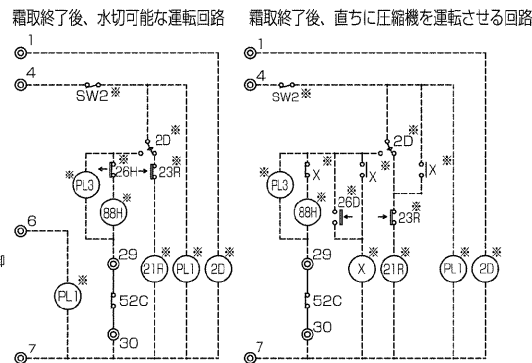 霜取終了後、水切可能な運転回路
1
4
SW2※
※
2D
※
26H
※
23R
※
PL3
※
88H
※
6
29
※
21R
※
PL1
※
2D
※
PL1
52C
30
7
御
霜取終了後、直ちに圧縮機を運転させる回路
1
4
SW2※
※
2D
※
PL3
※
X
※
X
※
X
※
88H
※
26D
※
23R
29
※
X
※
21R
※
PL1
※
2D
52C
30
7